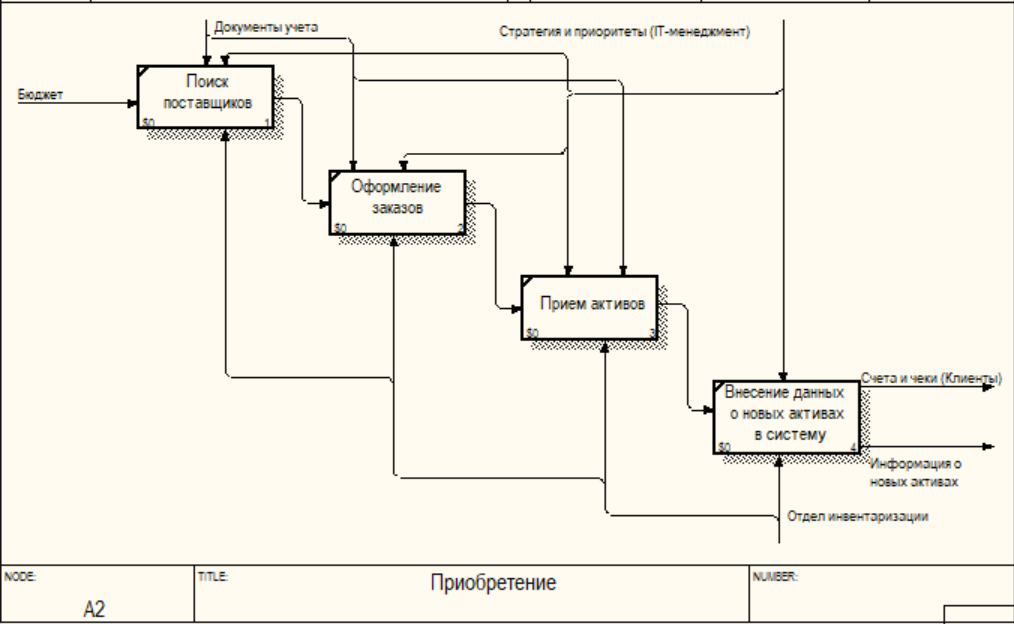 Документы учета
Стратегия и приоритеты (IT-менеджмент)
Бюджет
Поиск
поставщиков
$0 1
Оформление
заказов
$0 2
Прием активов
$0 3
Внесение данных
о новых активах
в систему
$0 4
Счета и чеки (Клиенты)
Информация о
новых активах
Отдел инвентаризации
NODE: TITLE: NUMBER:
A2 Приобретение